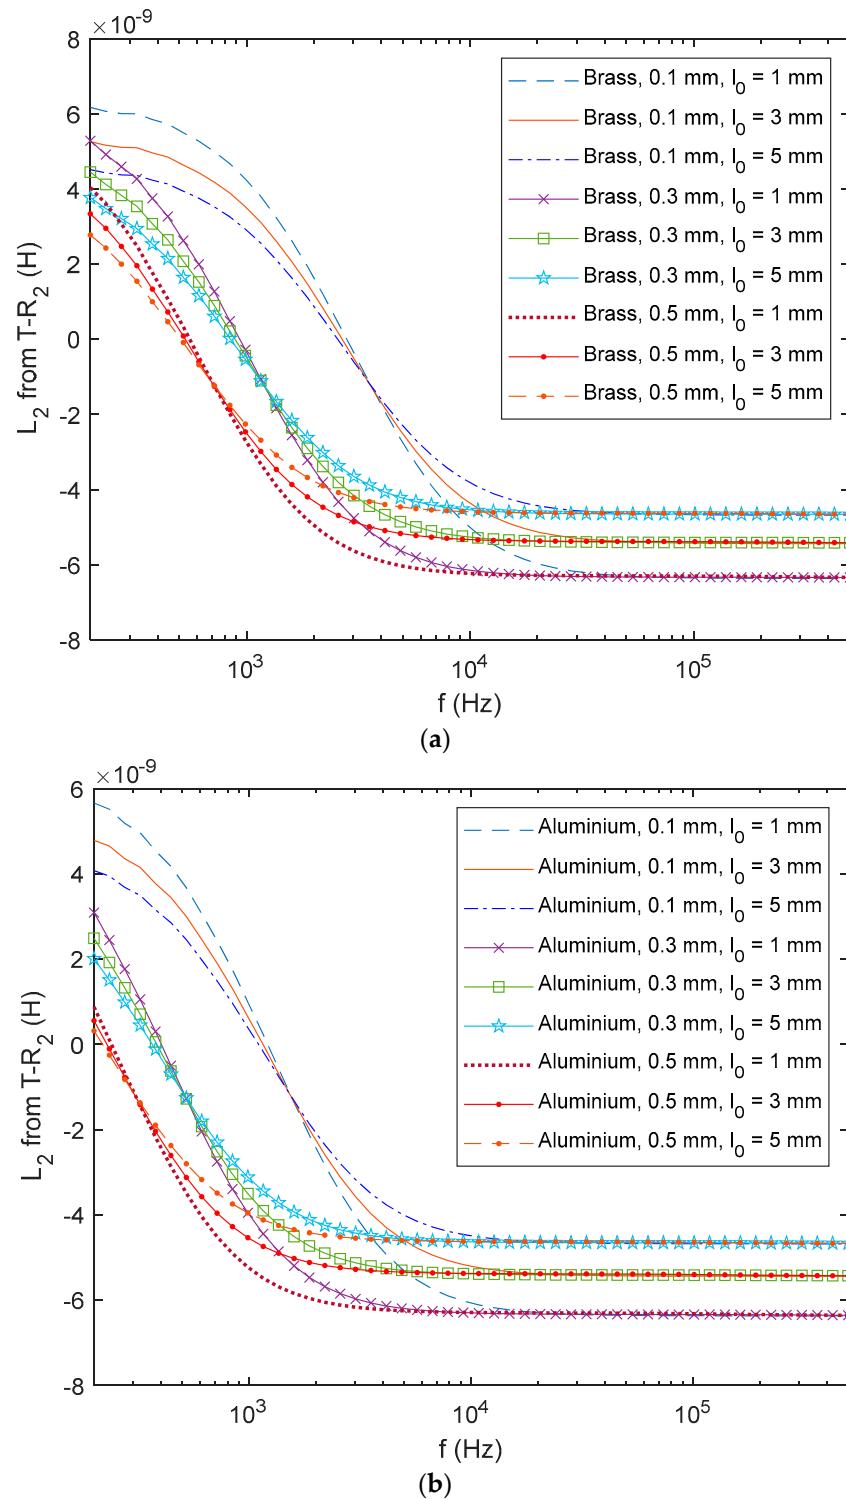 ×10⁻⁹
8
6
4
2
0
-2
-4
-6
-8
L₂ from T-R₂ (H)
Brass, 0.1 mm, l₀ = 1 mm
Brass, 0.1 mm, l₀ = 3 mm
Brass, 0.1 mm, l₀ = 5 mm
Brass, 0.3 mm, l₀ = 1 mm
Brass, 0.3 mm, l₀ = 3 mm
Brass, 0.3 mm, l₀ = 5 mm
Brass, 0.5 mm, l₀ = 1 mm
Brass, 0.5 mm, l₀ = 3 mm
Brass, 0.5 mm, l₀ = 5 mm
10³ 10⁴ 10⁵
f (Hz)
(a)
×10⁻⁹
6
4
2
0
-2
-4
-6
-8
L₂ from T-R₂ (H)
Aluminium, 0.1 mm, l₀ = 1 mm
Aluminium, 0.1 mm, l₀ = 3 mm
Aluminium, 0.1 mm, l₀ = 5 mm
Aluminium, 0.3 mm, l₀ = 1 mm
Aluminium, 0.3 mm, l₀ = 3 mm
Aluminium, 0.3 mm, l₀ = 5 mm
Aluminium, 0.5 mm, l₀ = 1 mm
Aluminium, 0.5 mm, l₀ = 3 mm
Aluminium, 0.5 mm, l₀ = 5 mm
10³ 10⁴ 10⁵
f (Hz)
(b)